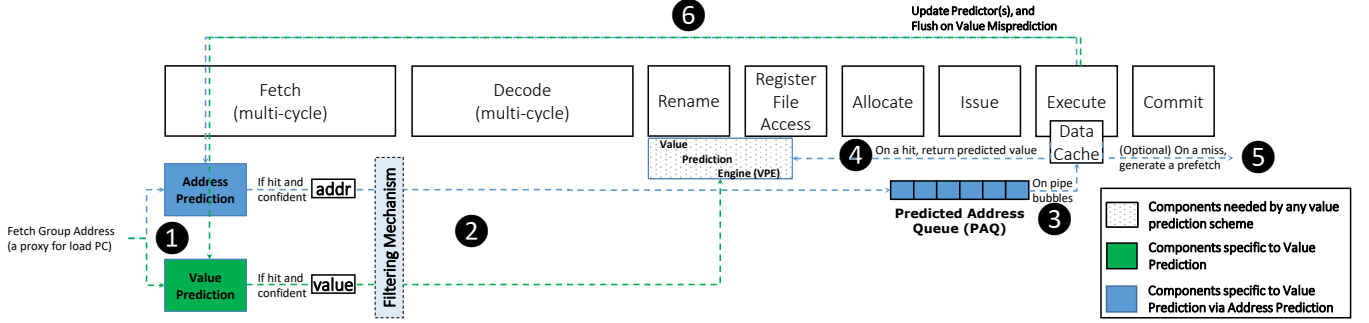 6
Update Predictor(s), and
Flush on Value Misprediction
Fetch
(multi-cycle)
Decode
(multi-cycle)
Rename
Register
File
Access
Allocate
Issue
Execute
Commit
Data
Cache
Value
Prediction
Engine (VPE)
4
On a hit, return predicted value
(Optional) On a miss,
generate a prefetch
5
Address
Prediction
If hit and
confident
addr
Filtering Mechanism
2
On pipe
bubbles
3
Predicted Address
Queue (PAQ)
Fetch Group Address
(a proxy for load PC)
1
Value
Prediction
If hit and
confident
value
Components needed by any value
prediction scheme
Components specific to Value
Prediction
Components specific to Value
Prediction via Address Prediction